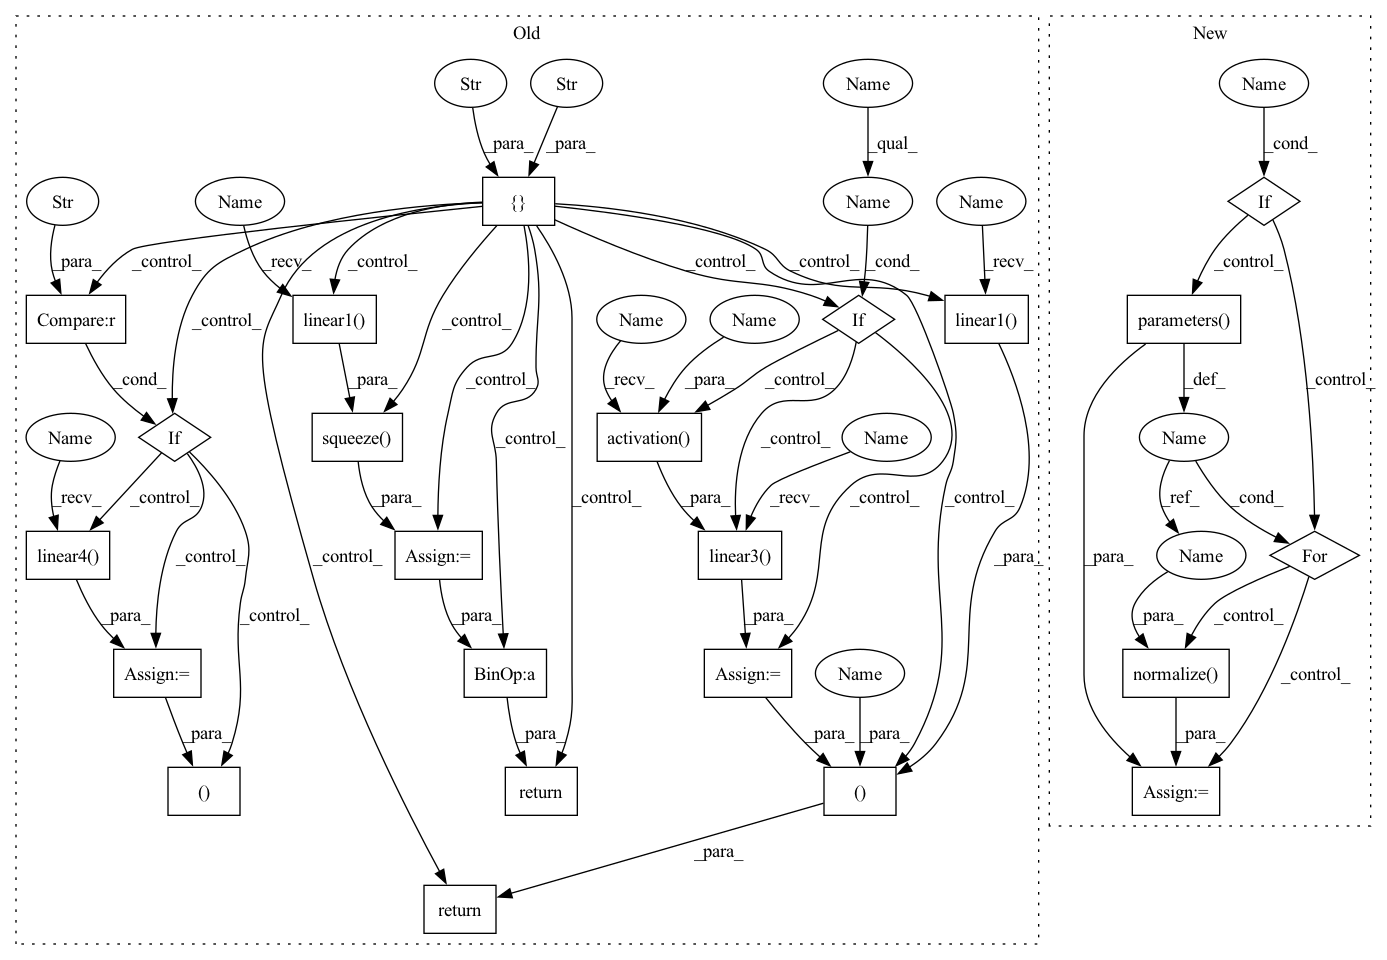 Old
New
Str
Str
Name
Name
_para_
_para_
_qual_
_cond_
Str
Name
{}
Name
Name
If
_para_
_control_
_recv_
_control_
_control_
_cond_
_control_
_recv_
_control_
Compare:r
_control_
linear1()
Name
Name
If
linear1()
parameters()
_cond_
_para_
_control_
_control_
_recv_
_para_
_control_
_def_
_control_
Name
If
squeeze()
_control_
activation()
_control_
Name
Name
_recv_
_control_
_control_
_para_
_control_
_para_
_recv_
_control_
_control_
_para_
_ref_
_cond_
linear4()
_control_
Assign:=
linear3()
_para_
Name
For
_para_
_control_
_para_
_para_
_para_
_control_
Assign:=
BinOp:a
Assign:=
Name
normalize()
_control_
_para_
_para_
_para_
_para_
_para_
()
return
()
Assign:=
_para_
return